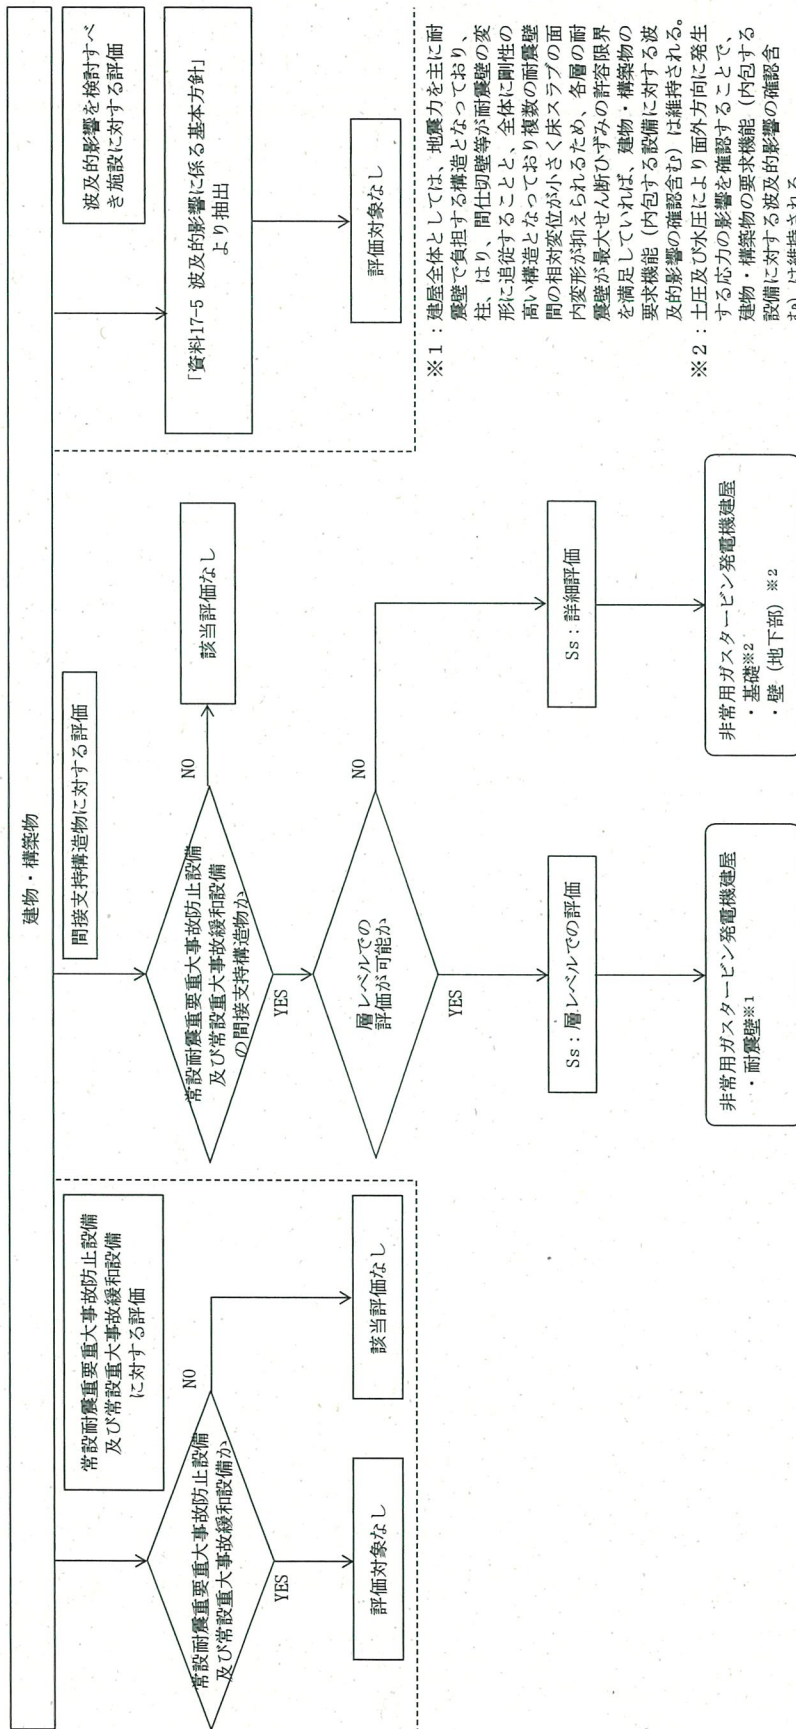 建物・構築物
常設耐震重要重大事故防止設備
及び常設重大事故緩和設備
に対する評価
常設耐震重要重大事故防止設備
及び常設重大事故緩和設備か
YES
NO
評価対象なし
該当評価なし
間接支持構造物に対する評価
常設耐震重要重大事故防止設備
及び常設重大事故緩和設備
の間接支持構造物か
NO
該当評価なし
YES
層レベルでの
評価が可能か
YES
NO
Ss：層レベルでの評価
Ss：詳細評価
非常用ガスタービン発電機建屋
・耐震壁※1
非常用ガスタービン発電機建屋
・基礎※2
・壁（地下部）※2
波及的影響を検討すべ
き施設に対する評価
「資料17-5 波及的影響に係る基本方針」
より抽出
評価対象なし
※1：建屋全体としては、地震力を主に耐
震壁で負担する構造となっており、
柱、はり、間仕切壁等が耐震壁の変
形に追従することと、全体に剛性の
高い構造となっており複数の耐震壁
間の相対変位が小さく床スラブの面
内変形が抑えられるため、各層の耐
震壁が最大せん断ひずみの許容限界
を満足していれば、建物・構築物の
要求機能（内包する設備に対する波
及的影響の確認含む）は維持される。
※2：土圧及び水圧により面外方向に発生
する応力の影響を確認することで、
建物・構築物の要求機能（内包する
設備に対する波及的影響の確認含
む）は維持される